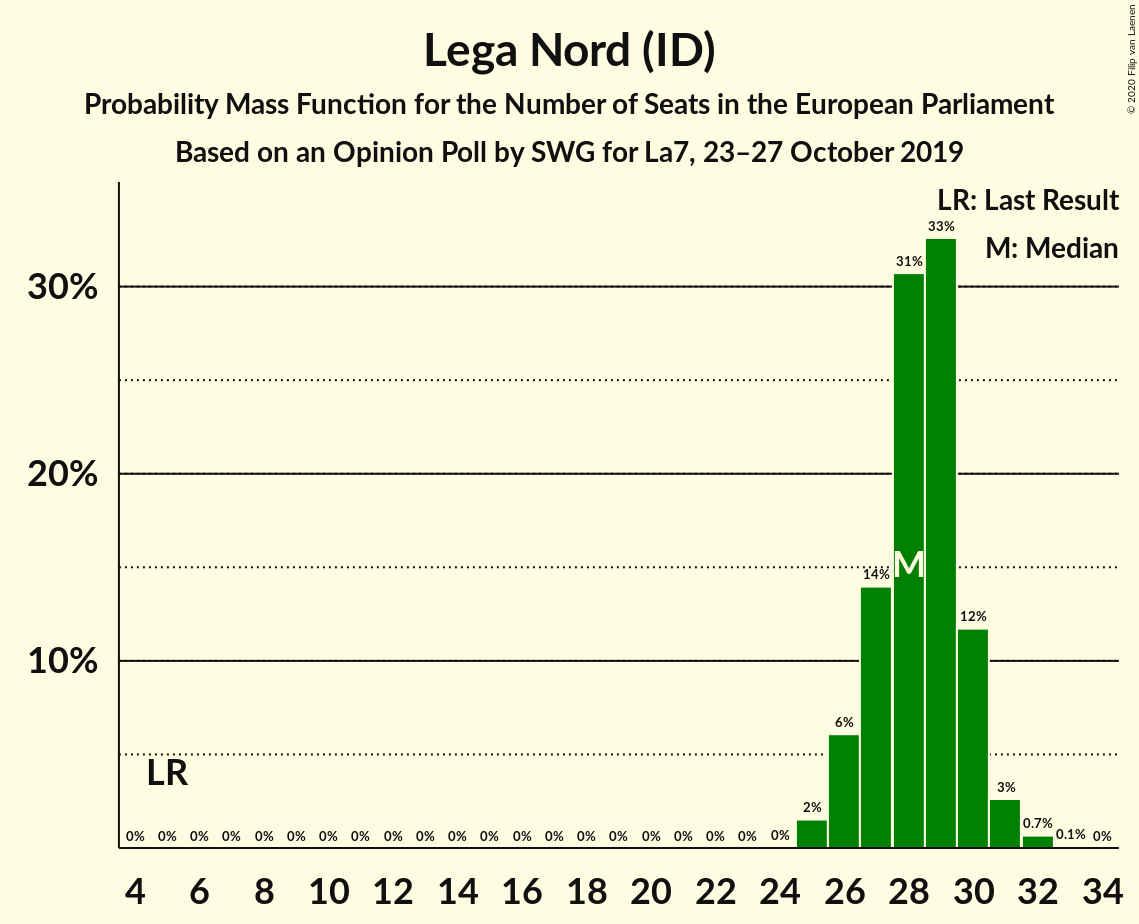 Lega Nord (ID)
Probability Mass Function for the Number of Seats in the European Parliament
Based on an Opinion Poll by SWG for La7, 23–27 October 2019
© 2020 Filip van Laenen
LR: Last Result
M: Median
33%
31%
30%
20%
M
14%
12%
10%
6%
LR
3%
2%
0.7%
0% 0% 0% 0% 0% 0% 0% 0% 0% 0% 0% 0% 0% 0% 0% 0% 0% 0% 0% 0% 0% 0.1% 0%
4 6 8 10 12 14 16 18 20 22 24 26 28 30 32 34